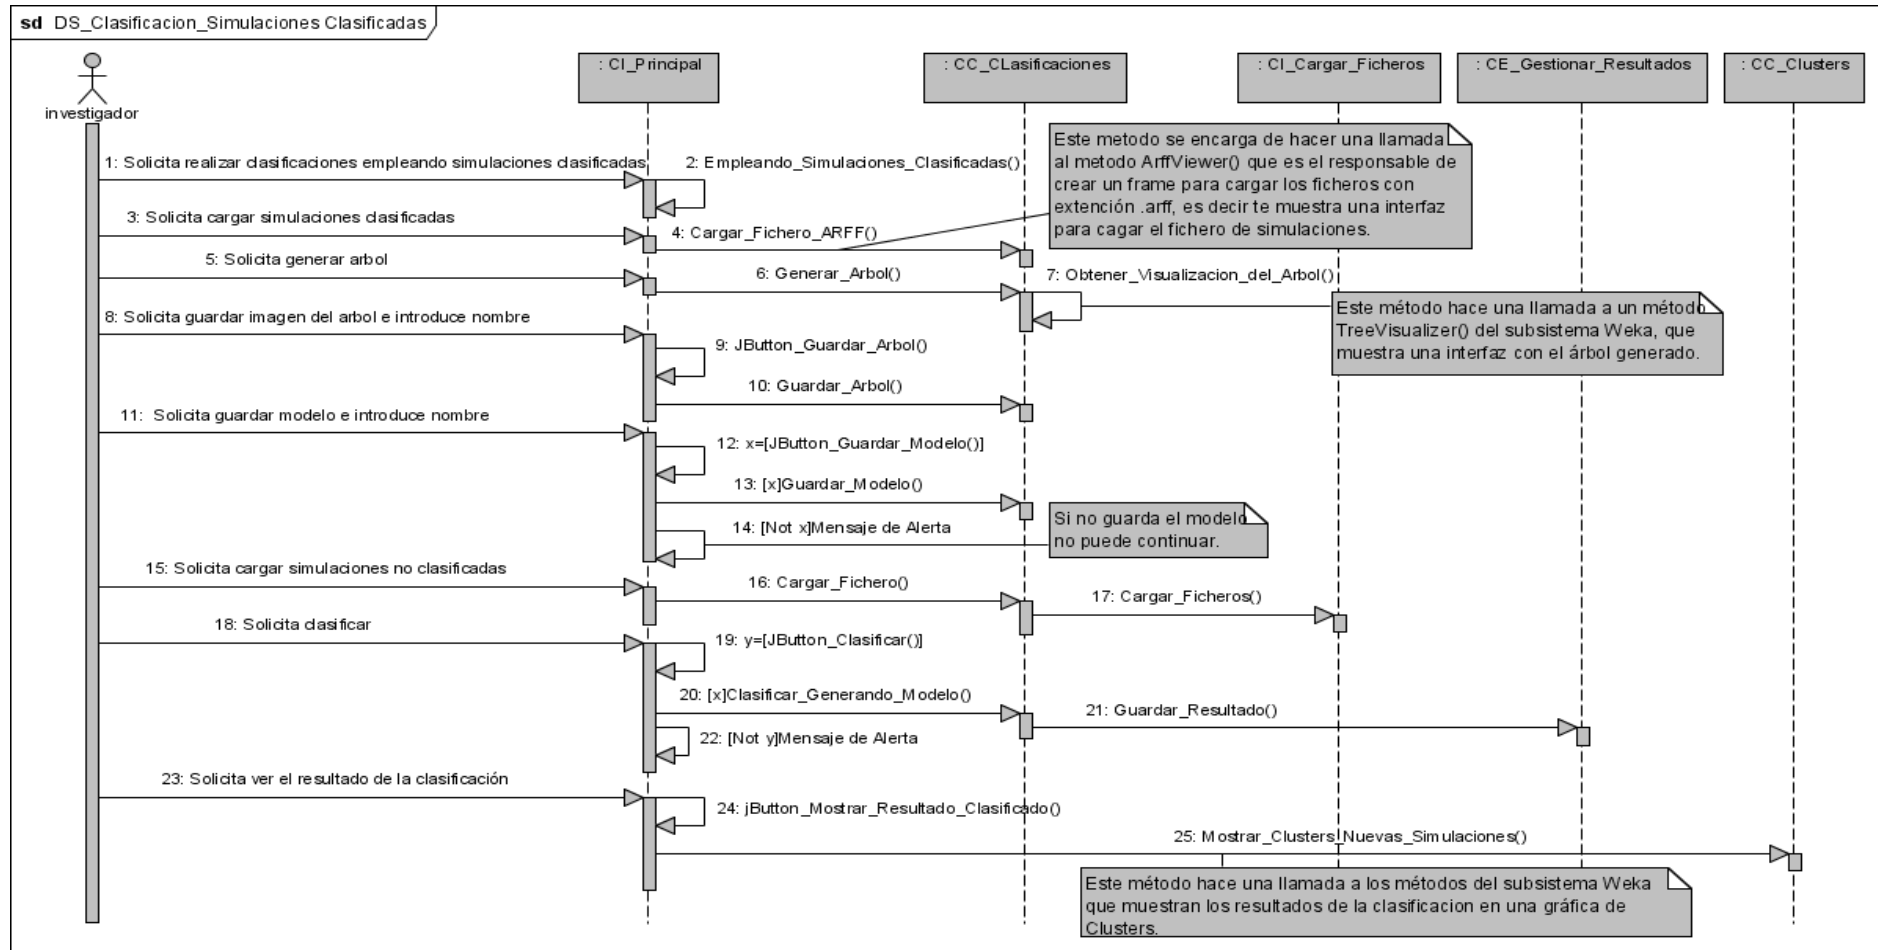 sd DS_Clasificacion_Simulaciones Clasificadas
investigador
: CI_Principal
: CC_CLasificaciones
: CI_Cargar_Ficheros
: CE_Gestionar_Resultados
: CC_Clusters
1: Solicita realizar clasificaciones empleando simulaciones clasificadas
2: Empleando_Simulaciones_Clasificadas()
Este metodo se encarga de hacer una llamada
al metodo ArffViewer() que es el responsable de
crear un frame para cargar los ficheros con
extención .arff, es decir te muestra una interfaz
para cagar el fichero de simulaciones.
3: Solicita cargar simulaciones clasificadas
4: Cargar_Fichero_ARFF()
5: Solicita generar arbol
6: Generar_Arbol()
7: Obtener_Visualizacion_del_Arbol()
Este método hace una llamada a un método
TreeVisualizer() del subsistema Weka, que
muestra una interfaz con el árbol generado.
8: Solicita guardar imagen del arbol e introduce nombre
9: JButton_Guardar_Arbol()
10: Guardar_Arbol()
11: Solicita guardar modelo e introduce nombre
12: x=[JButton_Guardar_Modelo()]
13: [x]Guardar_Modelo()
14: [Not x]Mensaje de Alerta
Si no guarda el modelo
no puede continuar.
15: Solicita cargar simulaciones no clasificadas
16: Cargar_Fichero()
17: Cargar_Ficheros()
18: Solicita clasificar
19: y=[JButton_Clasificar()]
20: [x]Clasificar_Generando_Modelo()
21: Guardar_Resultado()
22: [Not y]Mensaje de Alerta
23: Solicita ver el resultado de la clasificación
24: jButton_Mostrar_Resultado_Clasificado()
25: Mostrar_Clusters_Nuevas_Simulaciones()
Este método hace una llamada a los métodos del subsistema Weka
que muestran los resultados de la clasificacion en una gráfica de
Clusters.